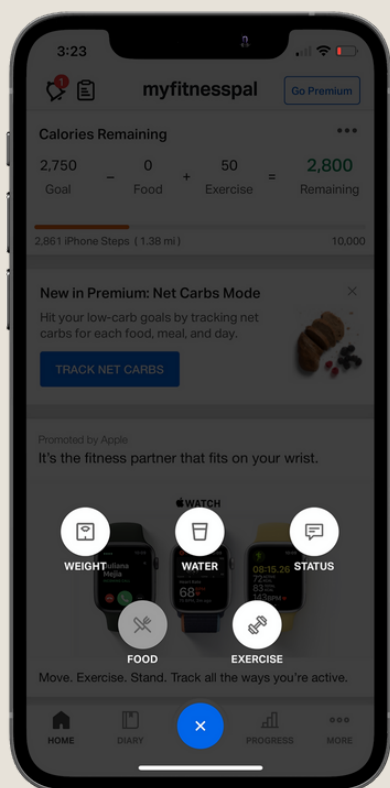 3:23
1
myfitnesspal
Go Premium
Calories Remaining
2,750 - 0 + 50 = 2,800
Goal Food Exercise Remaining
2,861 iPhone Steps (1.38 mi) 10,000
New in Premium: Net Carbs Mode
Hit your low-carb goals by tracking net
carbs for each food, meal, and day.
TRACK NET CARBS
Promoted by Apple
It's the fitness partner that fits on your wrist.
WATCH
Juliana
Mejia
68
08:15.26
WEIGHT WATER STATUS
FOOD EXERCISE
Move. Exercise. Stand. Track all the ways you're active.
HOME DIARY PROGRESS MORE